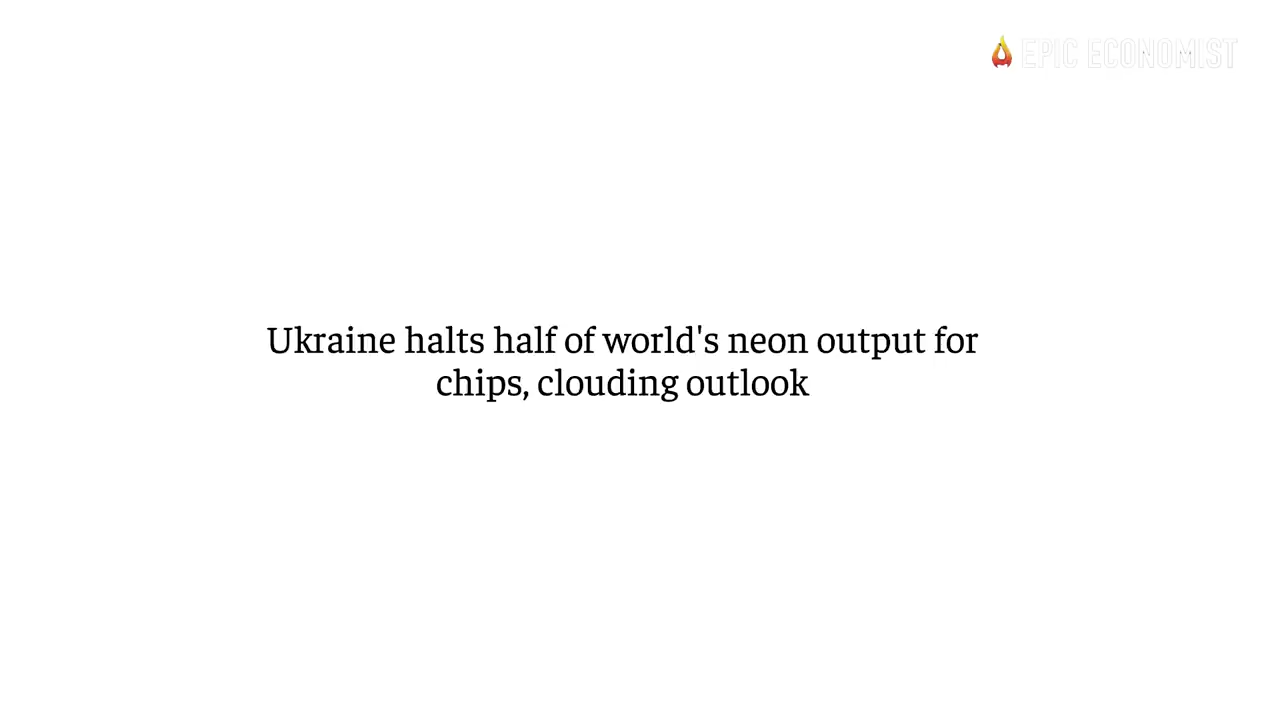 EPIC ECONOMIST
Ukraine halts half of world's neon output for
chips, clouding outlook